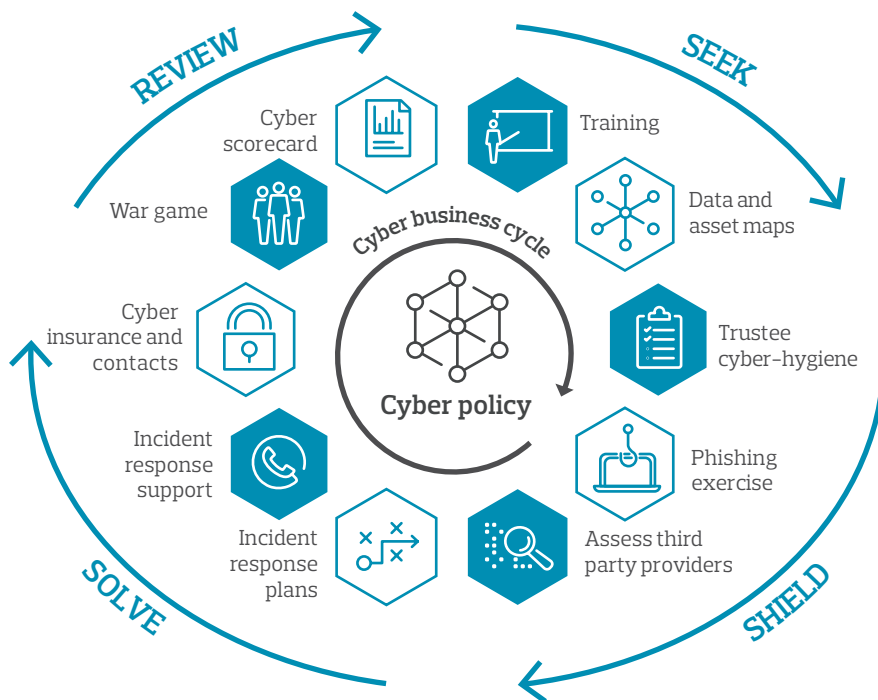 REVIEW
SEEK
Cyber
scorecard
Training
War game
Data and
asset maps
Cyber business cycle
Cyber
insurance and
contacts
Trustee
cyber-hygiene
Cyber policy
Incident
response
support
Phishing
exercise
Incident
response
plans
Assess third
party providers
SOLVE
SHIELD